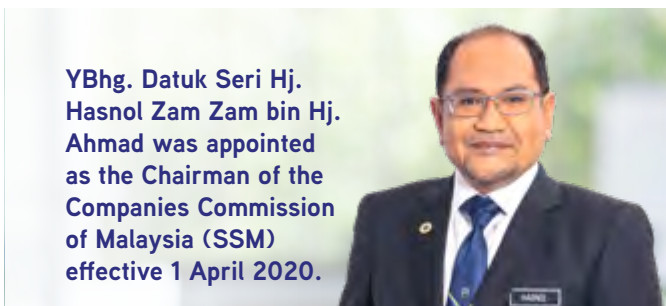 YBhg. Datuk Seri Hj.
Hasnol Zam Zam bin Hj.
Ahmad was appointed
as the Chairman of the
Companies Commission
of Malaysia (SSM)
effective 1 April 2020.
HASNOL